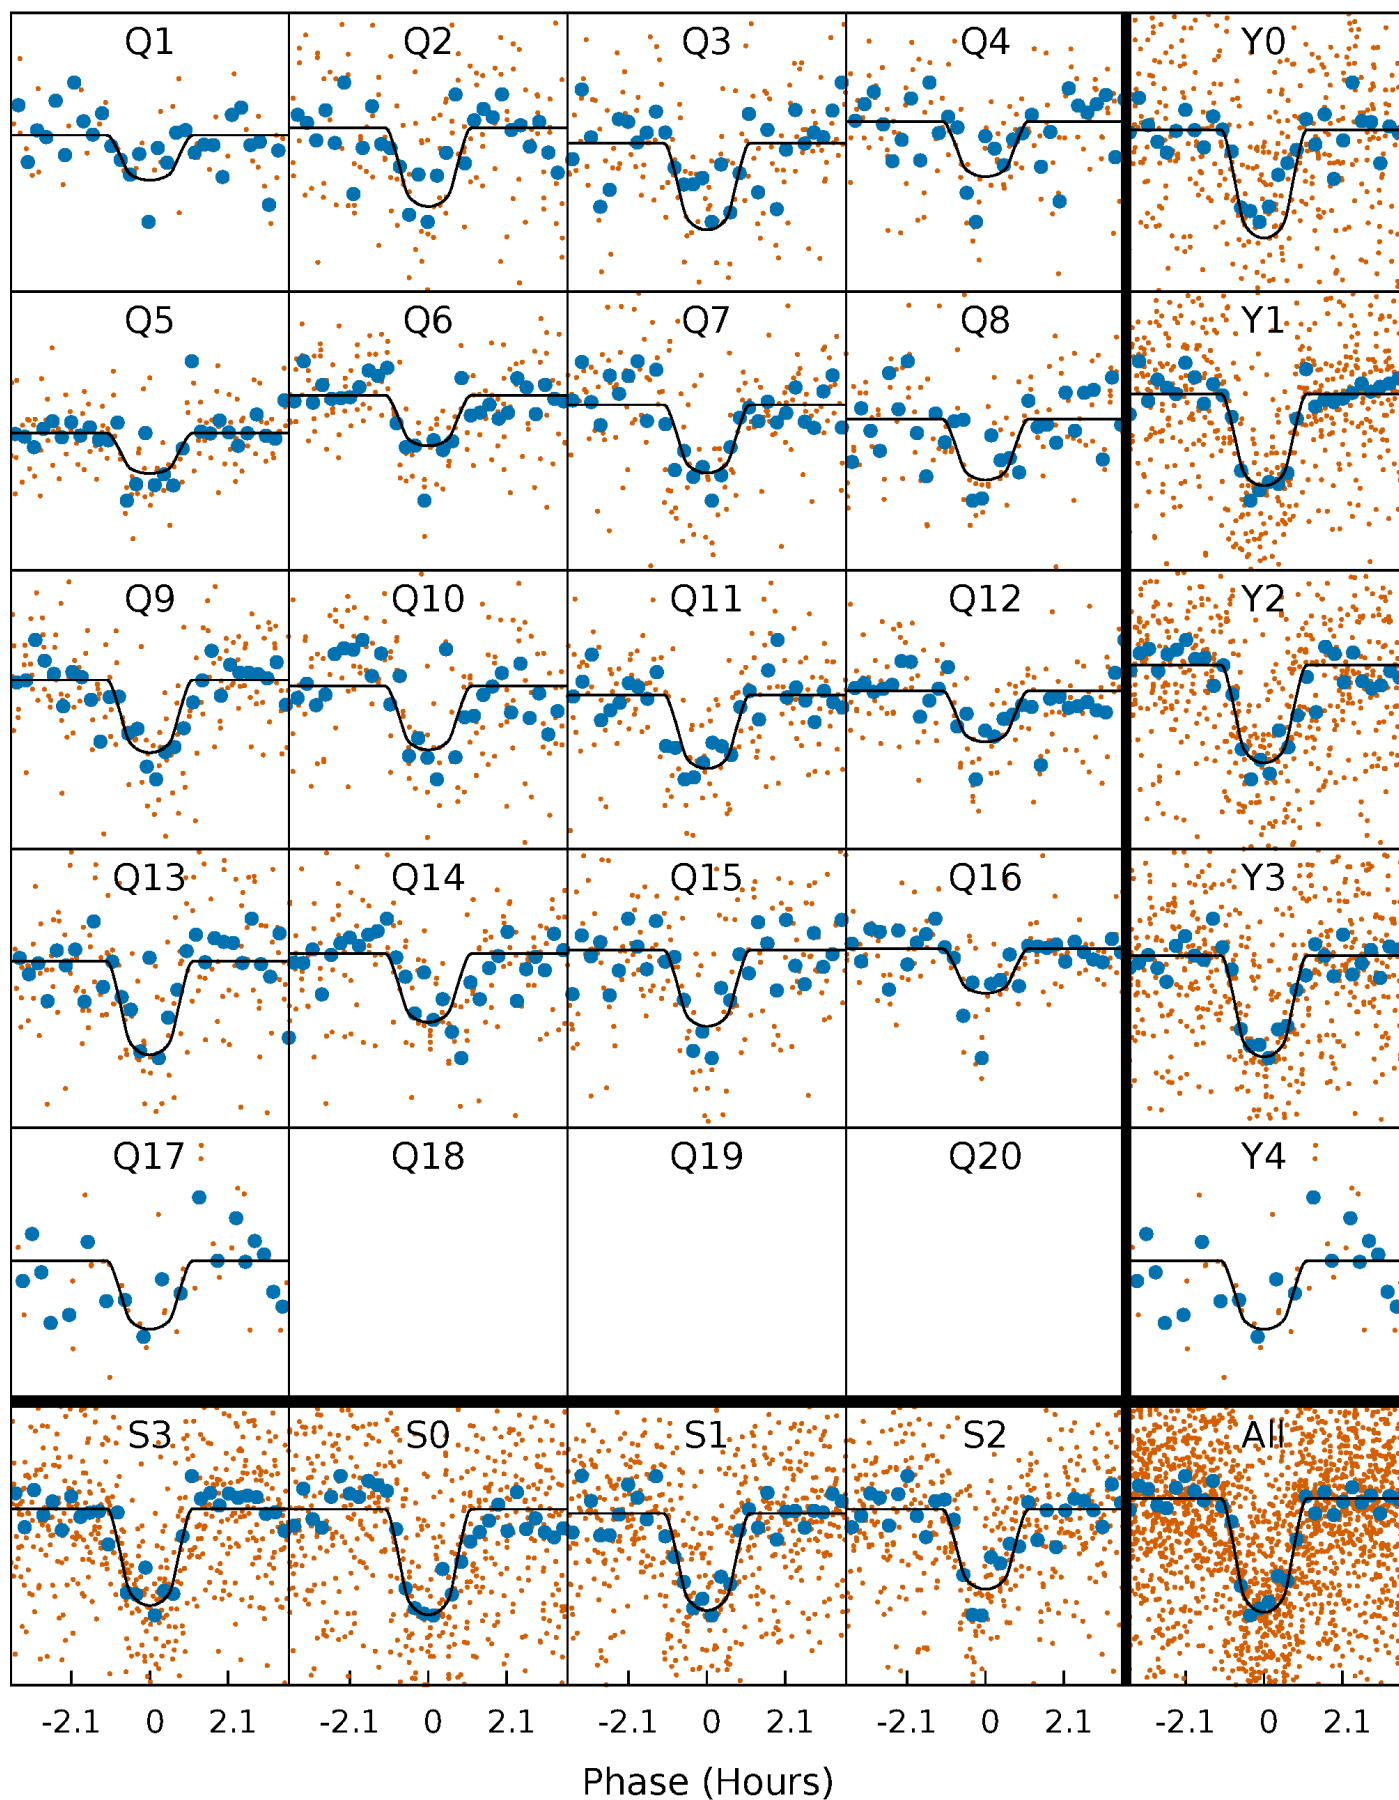 Q1 Q2 Q3 Q4 Y0
Q5 Q6 Q7 Q8 Y1
Q9 Q10 Q11 Q12 Y2
Q13 Q14 Q15 Q16 Y3
Q17 Q18 Q19 Q20 Y4
S3 S0 S1 S2 All
-2.1 0 2.1 -2.1 0 2.1 -2.1 0 2.1 -2.1 0 2.1 -2.1 0 2.1
Phase (Hours)